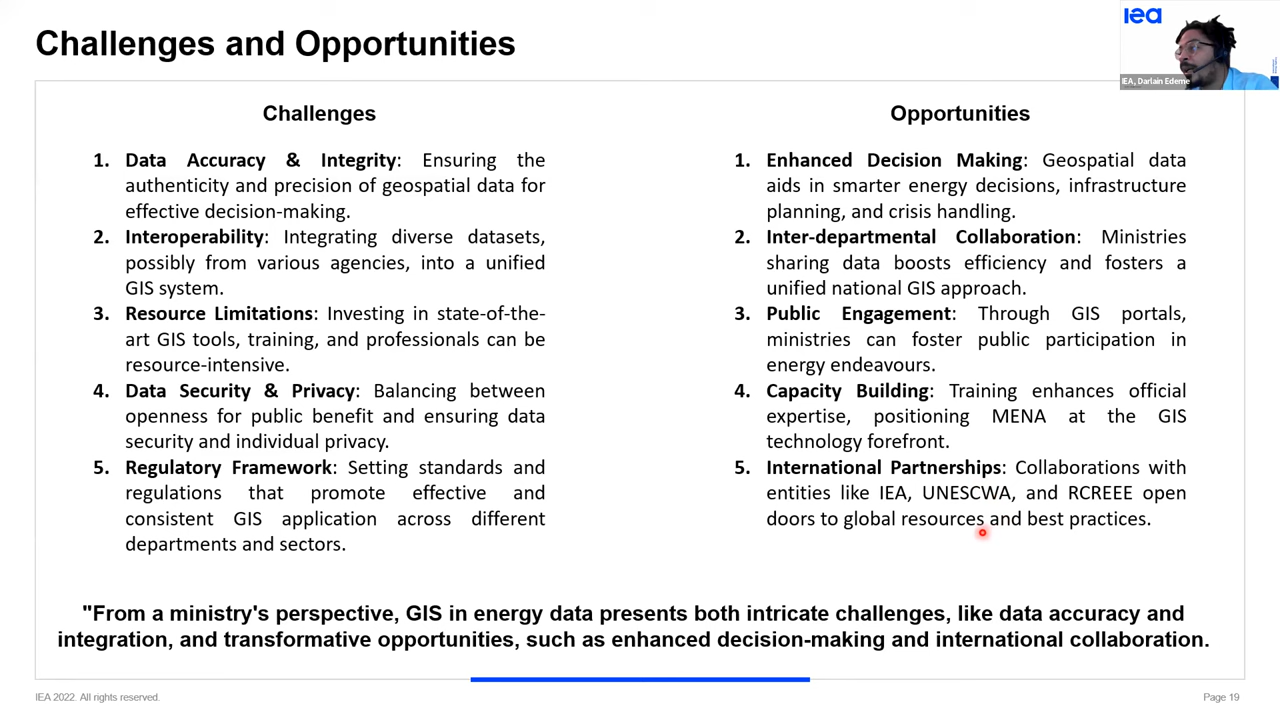 Challenges and Opportunities
iea
IEA, Darlain Edeme
Challenges
1. Data Accuracy & Integrity: Ensuring the
authenticity and precision of geospatial data for
effective decision-making.
2. Interoperability: Integrating diverse datasets,
possibly from various agencies, into a unified
GIS system.
3. Resource Limitations: Investing in state-of-the-
art GIS tools, training, and professionals can be
resource-intensive.
4. Data Security & Privacy: Balancing between
openness for public benefit and ensuring data
security and individual privacy.
5. Regulatory Framework: Setting standards and
regulations that promote effective and
consistent GIS application across different
departments and sectors.
Opportunities
1. Enhanced Decision Making: Geospatial data
aids in smarter energy decisions, infrastructure
planning, and crisis handling.
2. Inter-departmental Collaboration: Ministries
sharing data boosts efficiency and fosters a
unified national GIS approach.
3. Public Engagement: Through GIS portals,
ministries can foster public participation in
energy endeavours.
4. Capacity Building: Training enhances official
expertise, positioning MENA at the GIS
technology forefront.
5. International Partnerships: Collaborations with
entities like IEA, UNESCWA, and RCREEE open
doors to global resources and best practices.
"From a ministry's perspective, GIS in energy data presents both intricate challenges, like data accuracy and
integration, and transformative opportunities, such as enhanced decision-making and international collaboration.
IEA 2022. All rights reserved.
Page 19